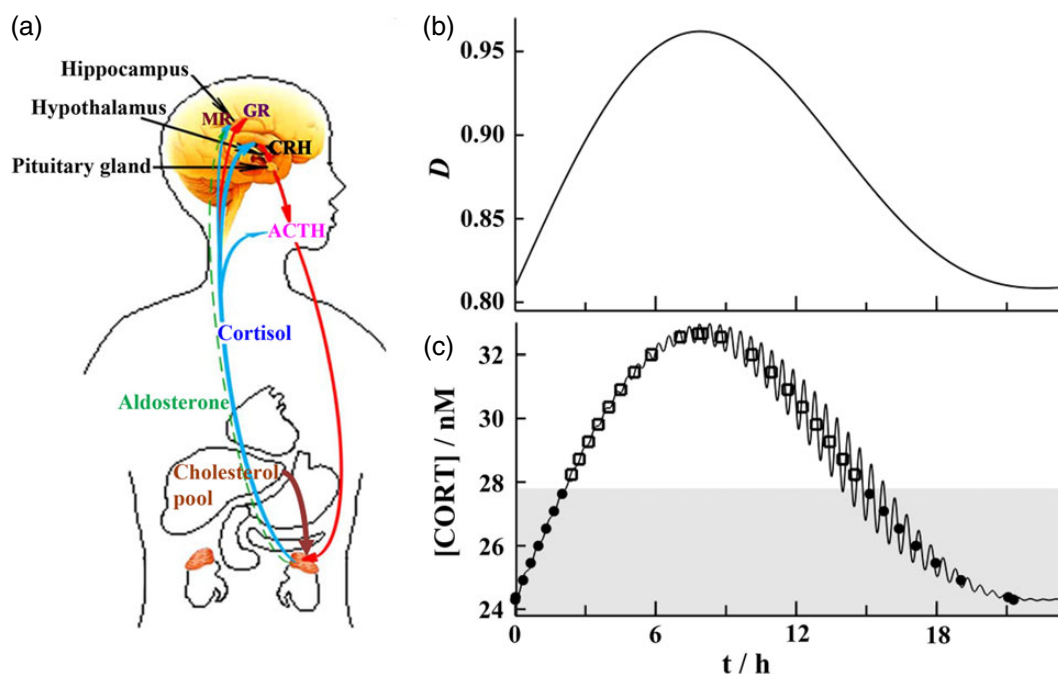 (a)
Hippocampus
Hypothalamus
MR GR
CRH
Pituitary gland
ACTH
Cortisol
Aldosterone
Cholesterol
pool
(b)
D
0.95
0.90
0.85
0.80
(c)
[CORT] / nM
32
30
28
26
24
0 6 12 18
t / h